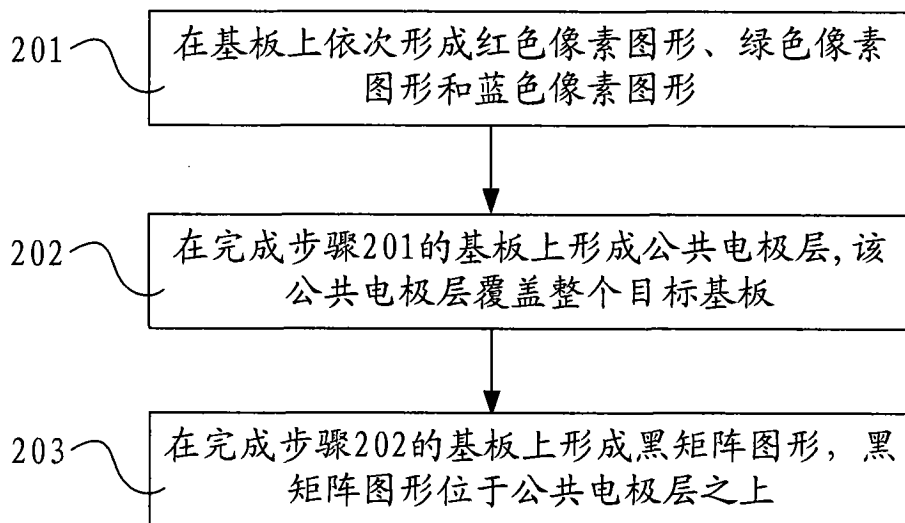 201
在基板上依次形成红色像素图形、绿色像素
图形和蓝色像素图形
202
在完成步骤201的基板上形成公共电极层,该
公共电极层覆盖整个目标基板
203
在完成步骤202的基板上形成黑矩阵图形，黑
矩阵图形位于公共电极层之上